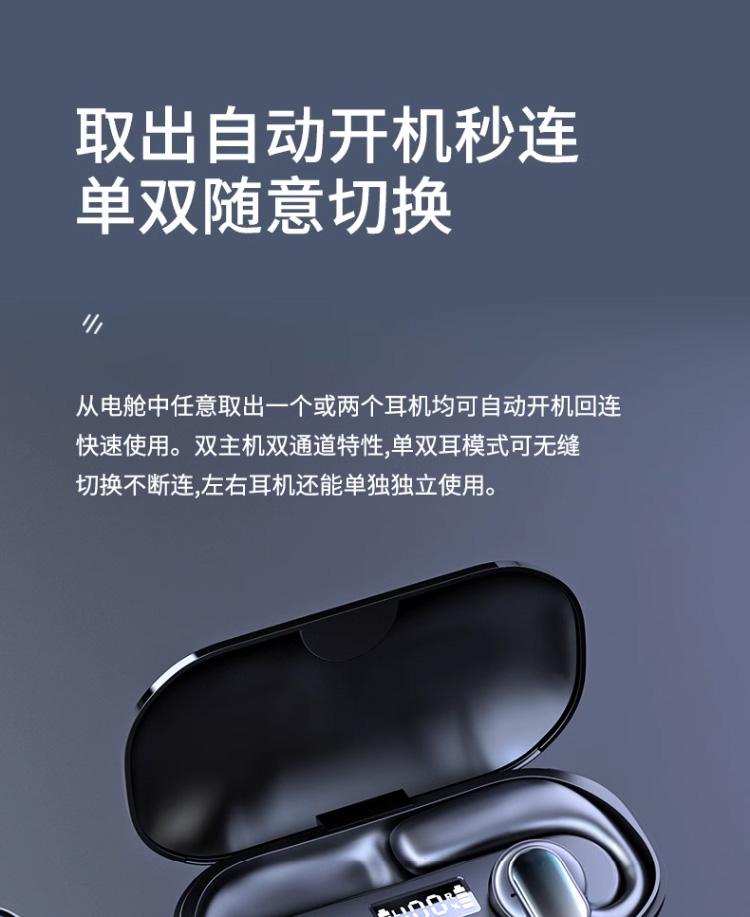 取出自动开机秒连
单双随意切换
从电舱中任意取出一个或两个耳机均可自动开机回连
快速使用。双主机双通道特性,单双耳模式可无缝
切换不断连,左右耳机还能单独独立使用。